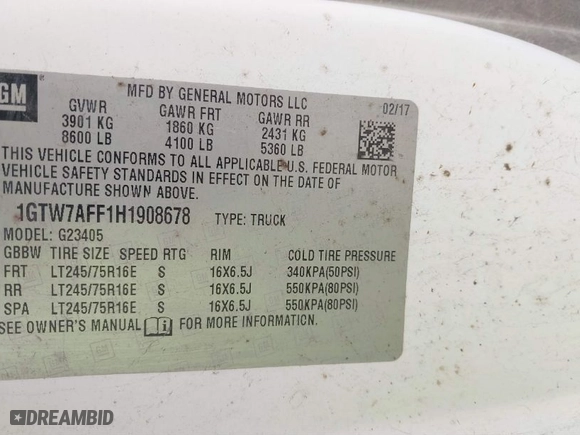 GM
MFD BY GENERAL MOTORS LLC
02/17
GVWR GAWR FRT GAWR RR
3901 KG 1860 KG 2431 KG
8600 LB 4100 LB 5360 LB
THIS VEHICLE CONFORMS TO ALL APPLICABLE U.S. FEDERAL MOTOR
VEHICLE SAFETY STANDARDS IN EFFECT ON THE DATE OF
MANUFACTURE SHOWN ABOVE.
1GTW7AFF1H1908678 TYPE: TRUCK
MODEL: G23405
GBBW TIRE SIZE SPEED RTG RIM COLD TIRE PRESSURE
FRT LT245/75R16E S 16X6.5J 340KPA(50PSI)
RR LT245/75R16E S 16X6.5J 550KPA(80PSI)
SPA LT245/75R16E S 16X6.5J 550KPA(80PSI)
SEE OWNER'S MANUAL FOR MORE INFORMATION.
DREAMBID